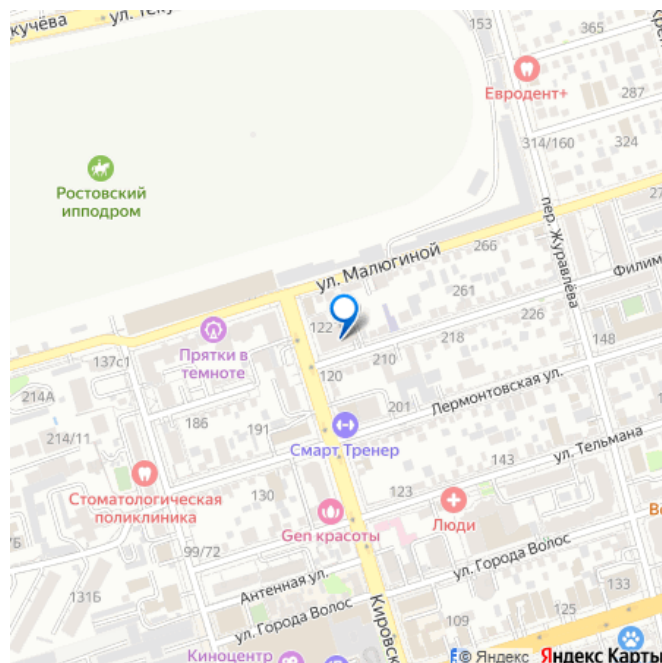 кучёва
ул. Теку
153
365
Евродент+
287
314/160
324
Ростовский
ипподром
27
пер. Журавлёва
ул. Малюгиной
266
Филим
261
122
226
218
148
Прятки в
темноте
137с1
210
120
214А
Лермонтовская ул.
201
186
191
214/11
Смарт Тренер
ул. Тельмана
143
Стоматологическая
поликлиника
130
123
Люди
Gen красоты
99/72
ул. Города Волос
Антенная ул.
131Б
133
ул. Города Волос
Кировск
109
125
Киноцентр
© Яндекс Яндекс Карты